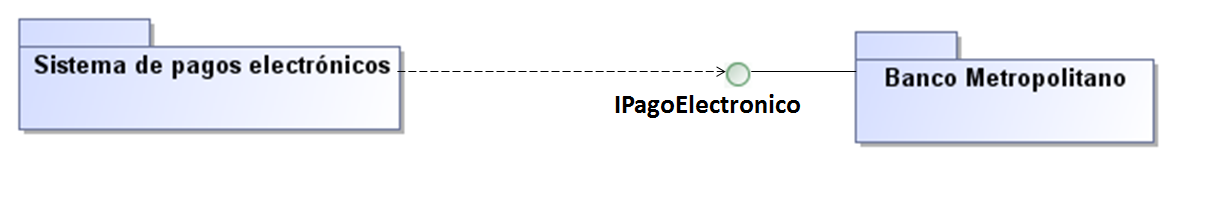 Sistema de pagos electrónicos
IPagoElectronico
Banco Metropolitano